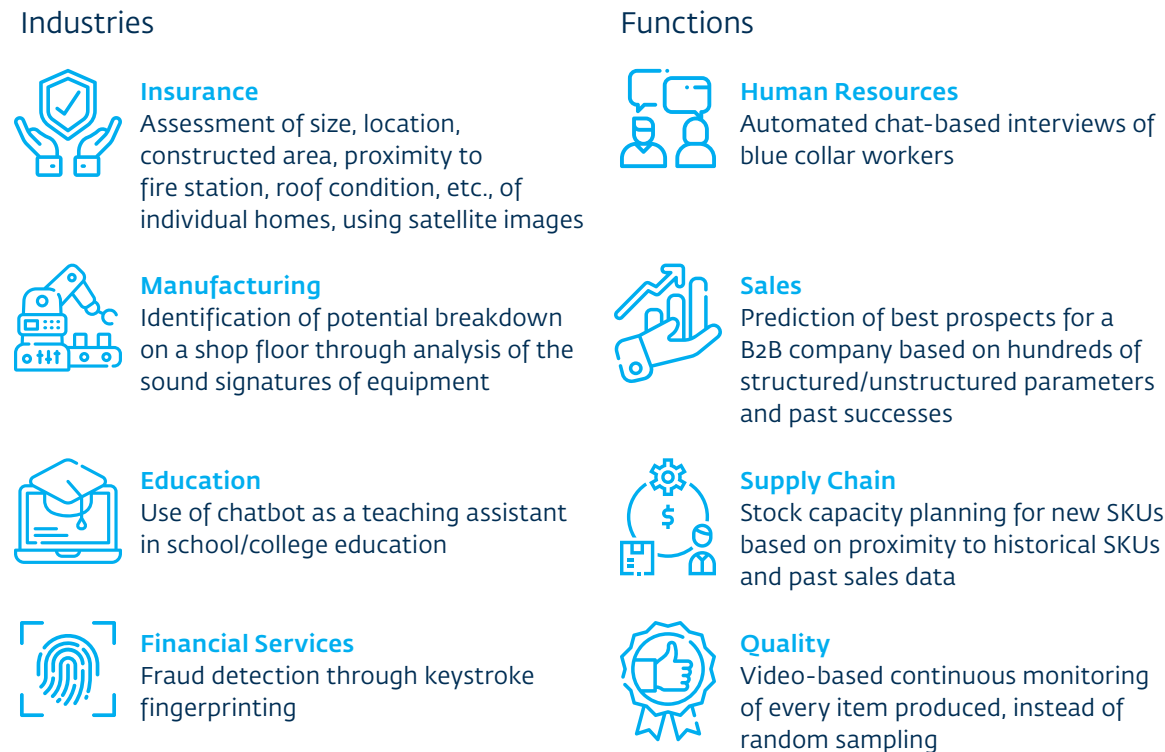 Industries
Insurance
Assessment of size, location,
constructed area, proximity to
fire station, roof condition, etc., of
individual homes, using satellite images
Manufacturing
Identification of potential breakdown
on a shop floor through analysis of the
sound signatures of equipment
Education
Use of chatbot as a teaching assistant
in school/college education
Financial Services
Fraud detection through keystroke
fingerprinting
Functions
Human Resources
Automated chat-based interviews of
blue collar workers
Sales
Prediction of best prospects for a
B2B company based on hundreds of
structured/unstructured parameters
and past successes
$
Supply Chain
Stock capacity planning for new SKUs
based on proximity to historical SKUs
and past sales data
Quality
Video-based continuous monitoring
of every item produced, instead of
random sampling